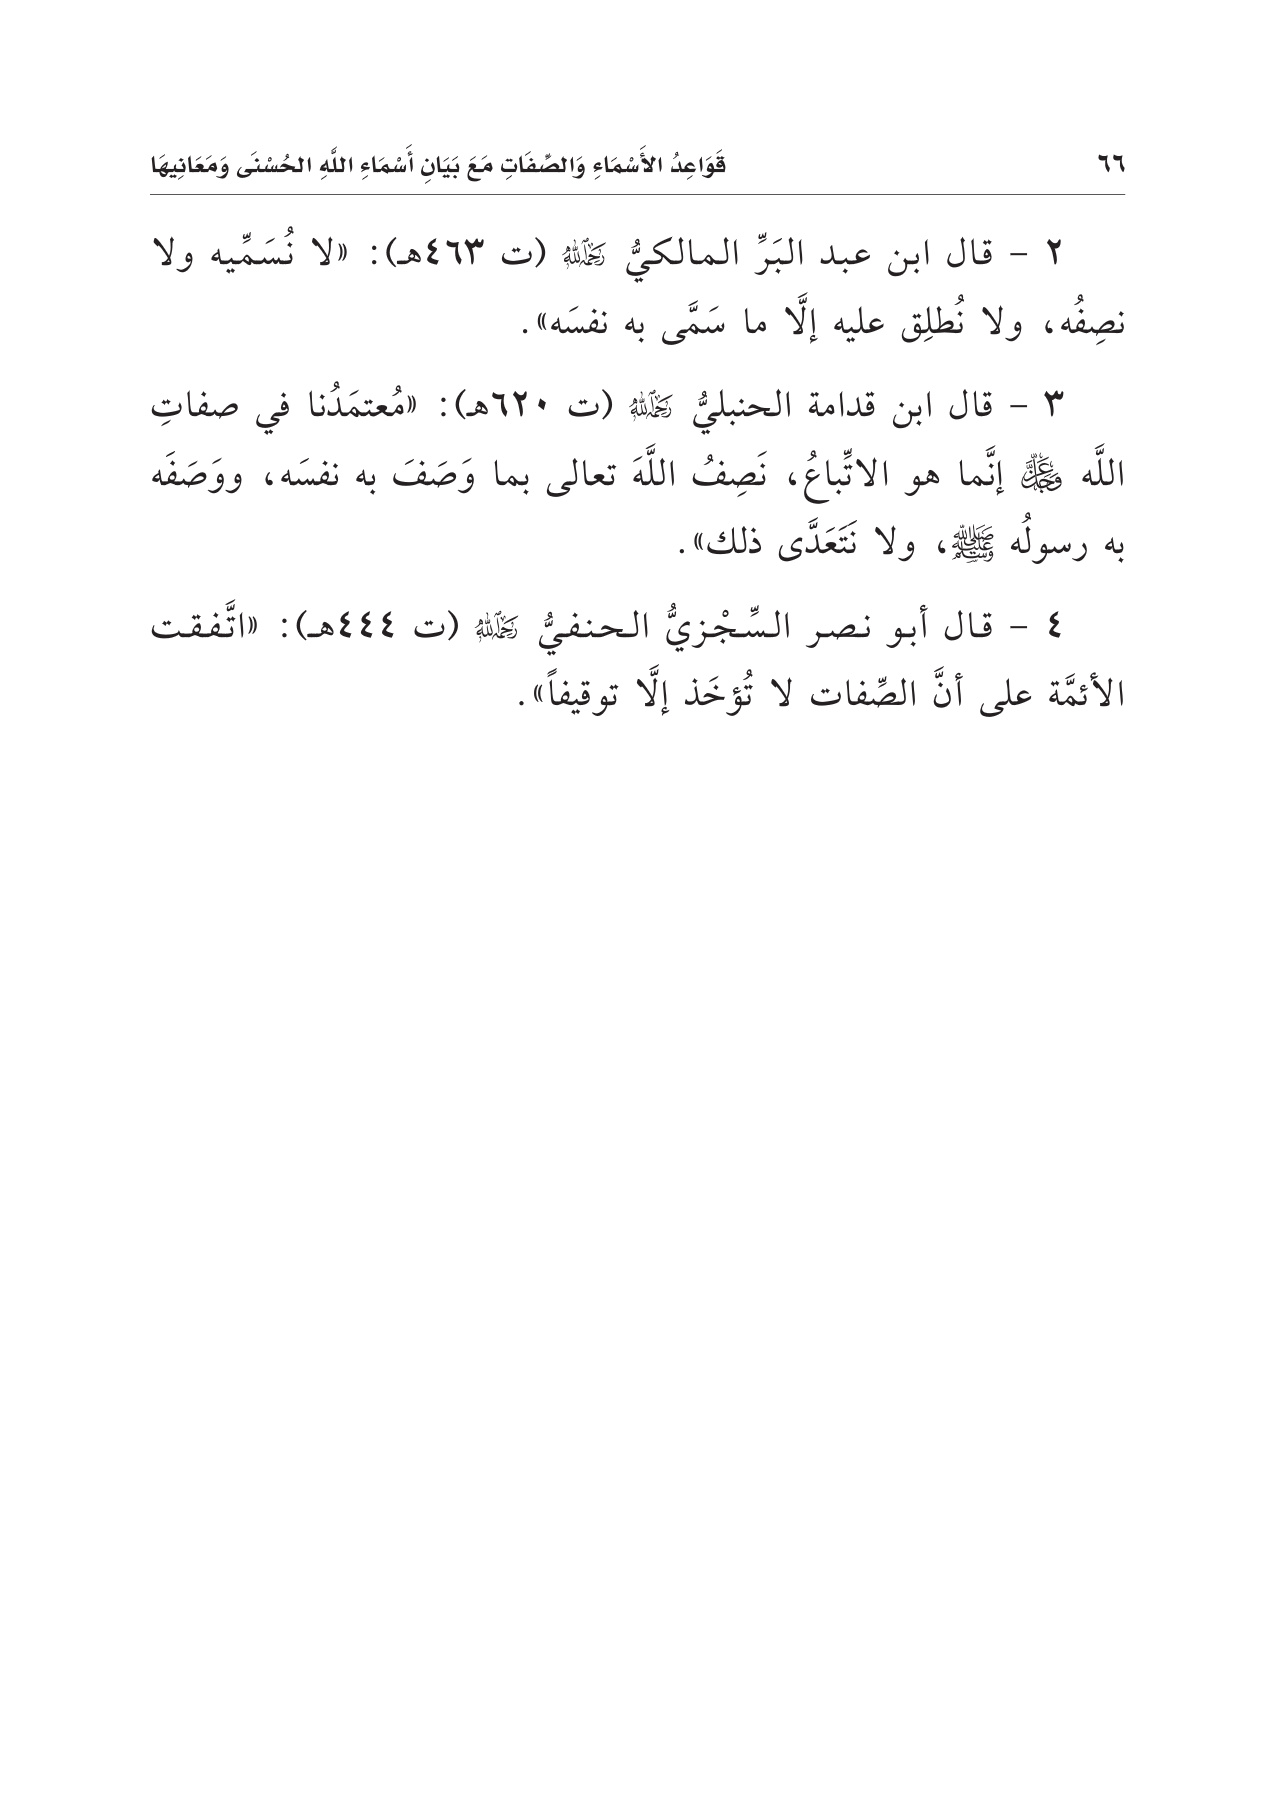 ٦٦ قَوَاعِدُ الأَسْمَاءِ وَالصِّفَاتِ مَعَ بَيَانِ أَسْمَاءِ اللَّهِ الحُسْنَى وَمَعَانِيهَا
٢ - قال ابن عبد البَرِّ المالكيُّ رَحِمَهُ اللَّهُ (ت ٤٦٣هـ): «لا نُسَمِّيه ولا
نصِفُه، ولا نُطلِق عليه إلَّا ما سَمَّى به نفسَه».
٣ - قال ابن قدامة الحنبليُّ رَحِمَهُ اللَّهُ (ت ٦٢٠هـ): «مُعتمَدُنا في صفاتِ
اللَّه عَزَّ وَجَلَّ إنَّما هو الاتِّباعُ، نَصِفُ اللَّهَ تعالى بما وَصَفَ به نفسَه، ووَصَفَه
به رسولُه ﷺ، ولا نَتَعَدَّى ذلك».
٤ - قال أبو نصر السِّجْزيُّ الحنفيُّ رَحِمَهُ اللَّهُ (ت ٤٤٤هـ): «اتَّفقت
الأئمَّة على أنَّ الصِّفات لا تُؤخَذ إلَّا توقيفاً».